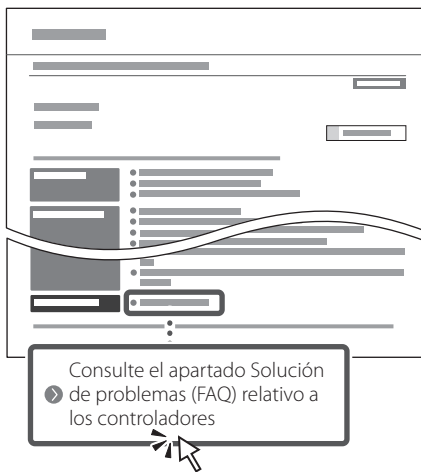 Consulte el apartado Solución
de problemas (FAQ) relativo a
los controladores